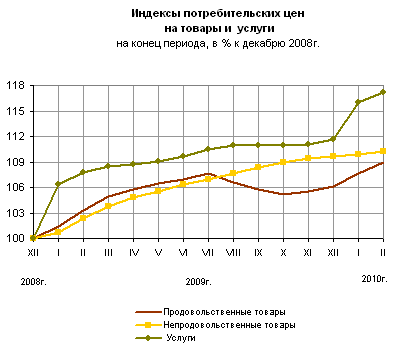 Индексы потребительских цен
на товары и услуги
на конец периода, в % к декабрю 2008г.
118
115
112
109
106
103
100
XII I II III IV V VI VII VIII IX X XI XII I II
2008г. 2009г. 2010г.
Продовольственные товары
Непродовольственные товары
Услуги